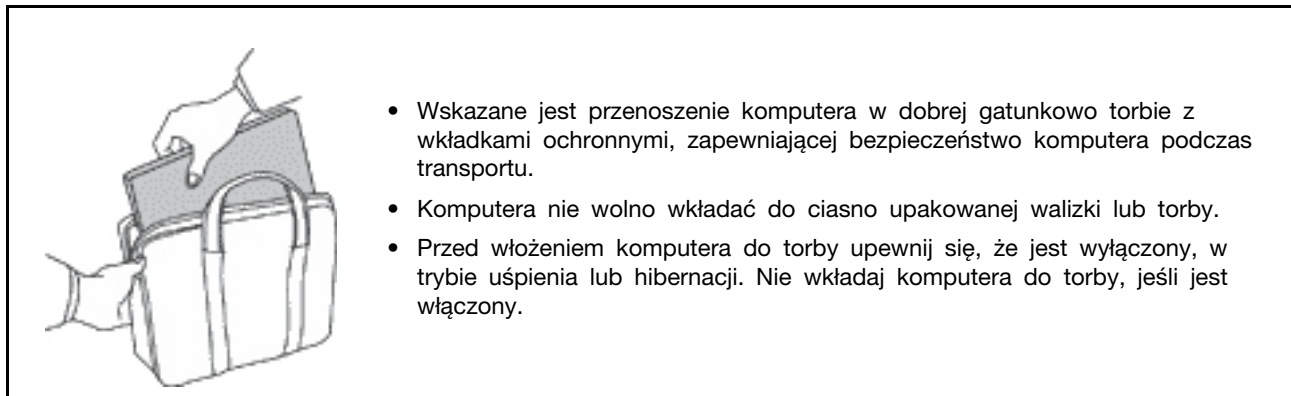 • Wskazane jest przenoszenie komputera w dobrej gatunkowo torbie z
wkładkami ochronnymi, zapewniającej bezpieczeństwo komputera podczas
transportu.
• Komputera nie wolno wkładać do ciasno upakowanej walizki lub torby.
• Przed włożeniem komputera do torby upewnij się, że jest wyłączony, w
trybie uśpienia lub hibernacji. Nie wkładaj komputera do torby, jeśli jest
włączony.